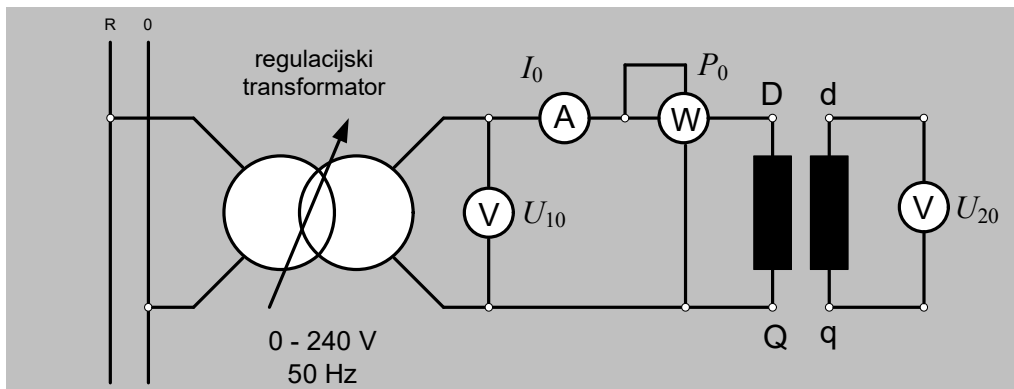 R 0
regulacijski
transformator
I0
P0
A
W
D d
V
U10
V
U20
Q q
0 - 240 V
50 Hz